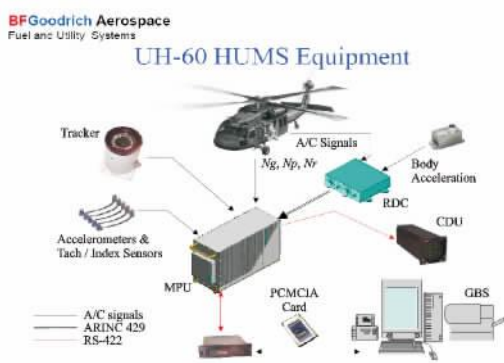 BFGoodrich Aerospace
Fuel and Utility Systems
UH-60 HUMS Equipment
Tracker
A/C Signals
Ng, Np, Nr
Body
Acceleration
RDC
CDU
Accelerometers &
Tach / Index Sensors
MPU
PCMCIA
Card
GBS
A/C signals
ARINC 429
RS-422